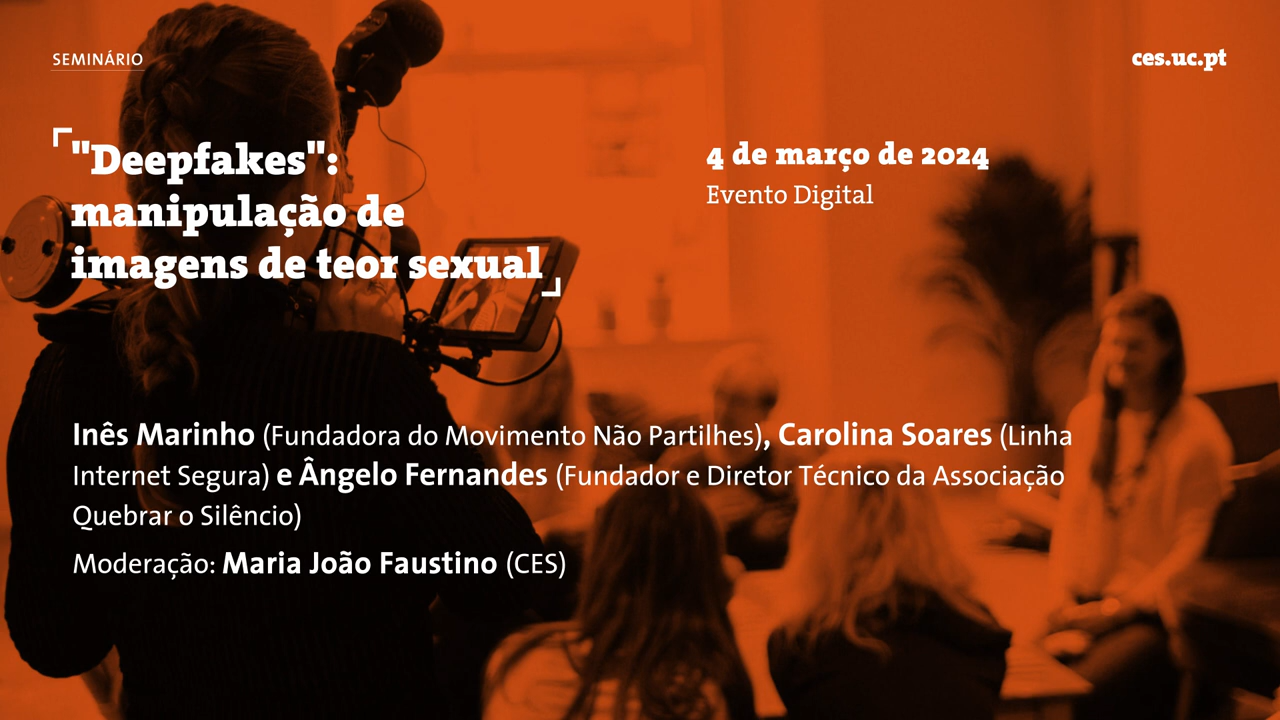 SEMINÁRIO
ces.uc.pt
"Deepfakes":
manipulação de
imagens de teor sexual
4 de março de 2024
Evento Digital
Inês Marinho (Fundadora do Movimento Não Partilhes), Carolina Soares (Linha
Internet Segura) e Ângelo Fernandes (Fundador e Diretor Técnico da Associação
Quebrar o Silêncio)
Moderação: Maria João Faustino (CES)